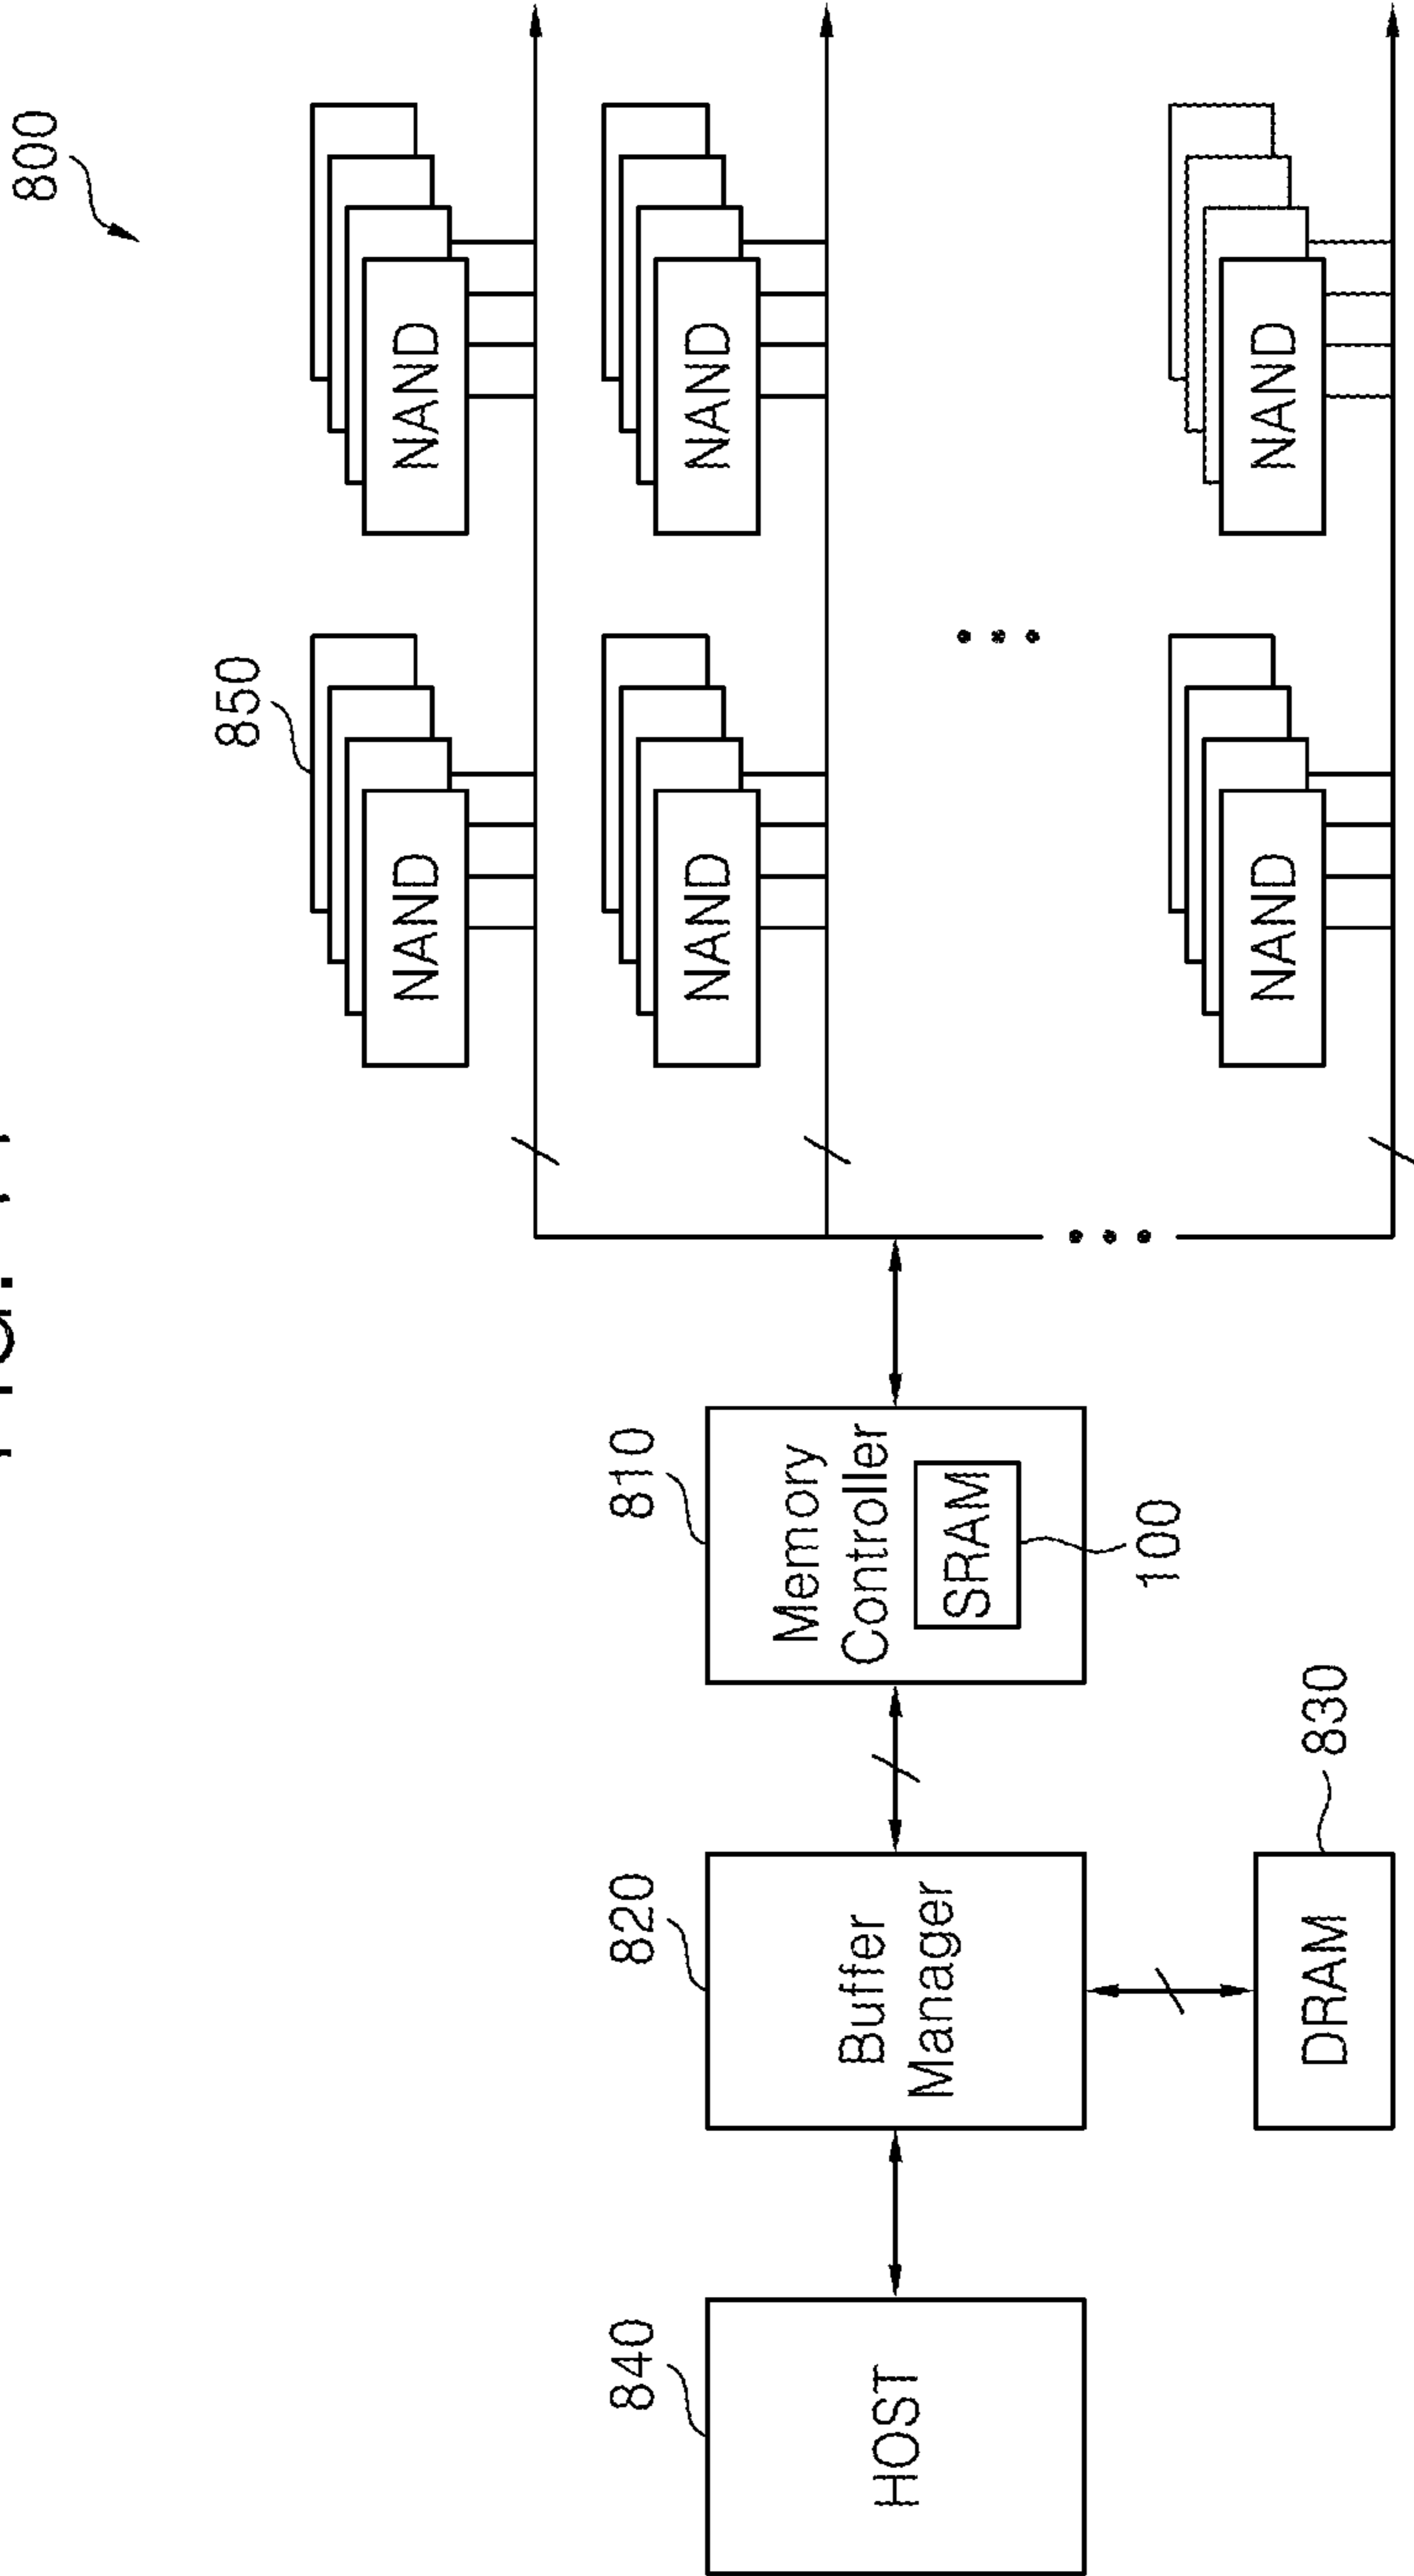 800
850
NAND
NAND
NAND
NAND
NAND
NAND
840
HOST
820
Buffer
Manager
810
Memory
Controller
SRAM
100
830
DRAM